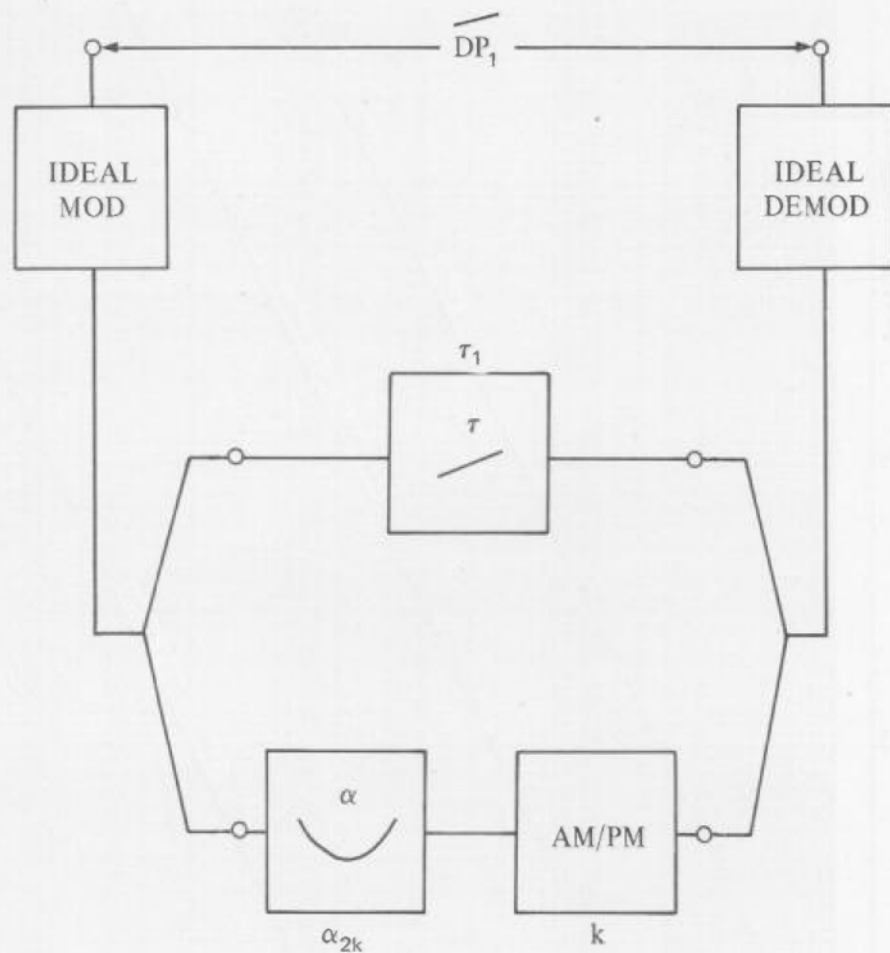 DP₁
IDEAL
MOD
IDEAL
DEMOD
τ₁
τ
α
AM/PM
α₂ₖ
k